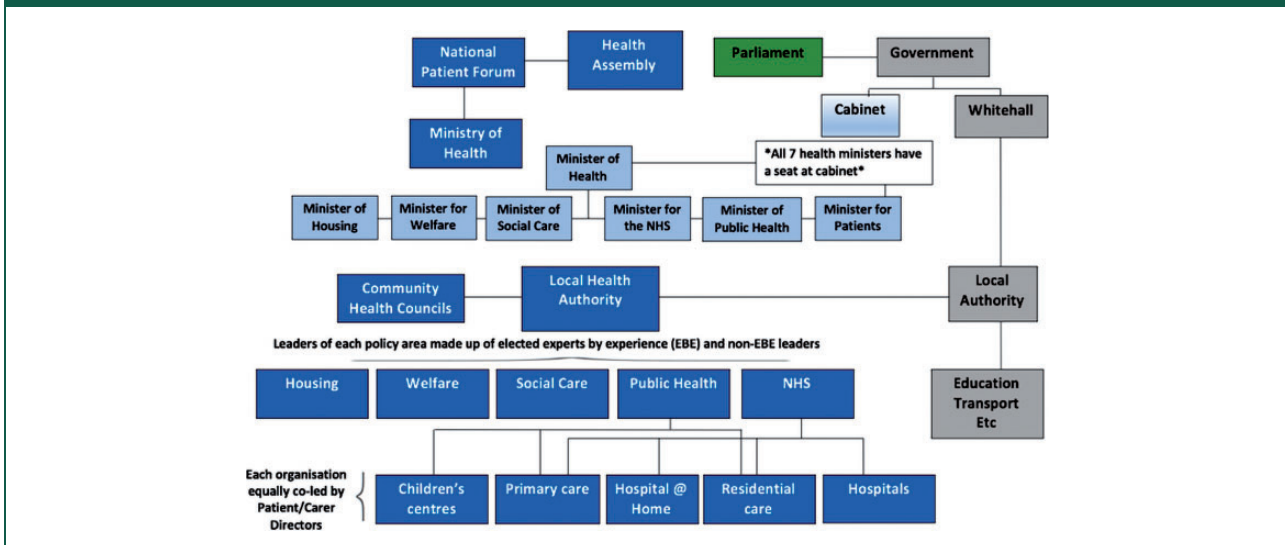 National
Patient Forum
Health
Assembly
Parliament
Government
Cabinet
Whitehall
Ministry of
Health
*All 7 health ministers have
a seat at cabinet*
Minister of
Health
Minister of
Housing
Minister for
Welfare
Minister of
Social Care
Minister for
the NHS
Minister of
Public Health
Minister for
Patients
Community
Health Councils
Local Health
Authority
Local
Authority
Leaders of each policy area made up of elected experts by experience (EBE) and non-EBE leaders
Housing
Welfare
Social Care
Public Health
NHS
Education
Transport
Etc
Each organisation
equally co-led by
Patient/Carer
Directors
Children's
centres
Primary care
Hospital @
Home
Residential
care
Hospitals